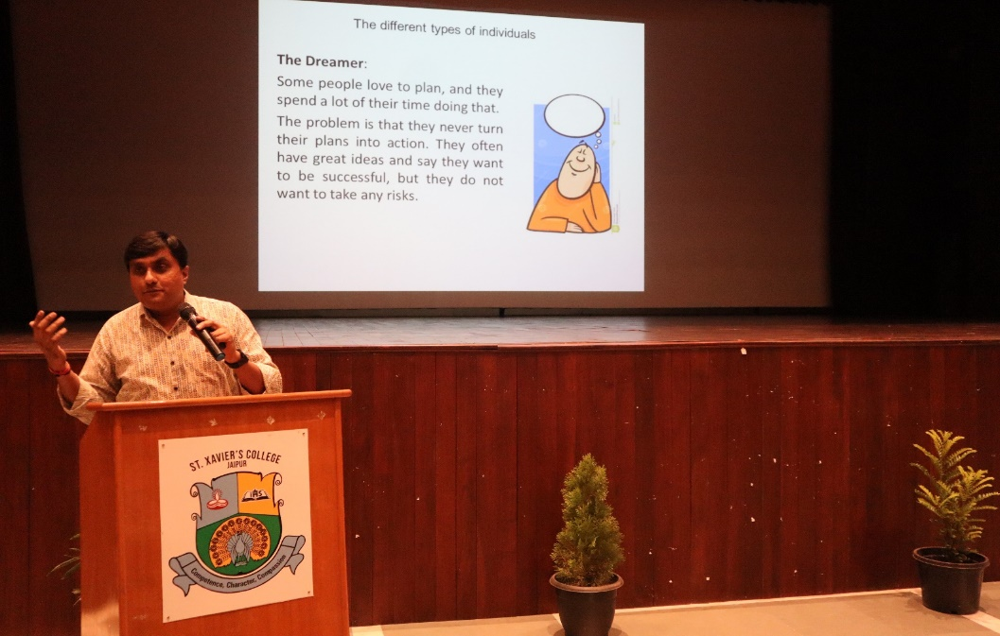 The different types of individuals
The Dreamer:
Some people love to plan, and they
spend a lot of their time doing that.
The problem is that they never turn
their plans into action. They often
have great ideas and say they want
to be successful, but they do not
want to take any risks.
ST. XAVIER'S COLLEGE
JAIPUR
IHS
Competence, Character, Compassion